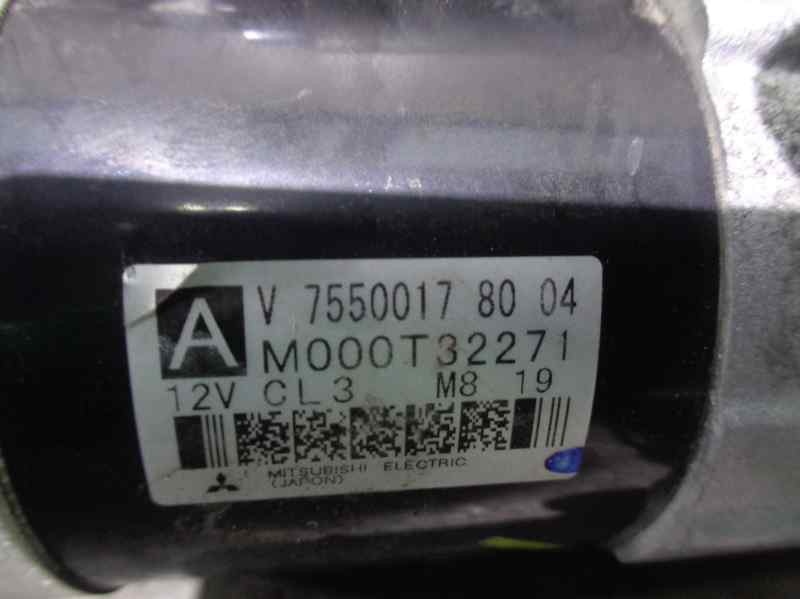 A
V 7550017 80 04
M000T32271
12V CL3 M8 19
MITSUBISHI ELECTRIC
(JAPON)